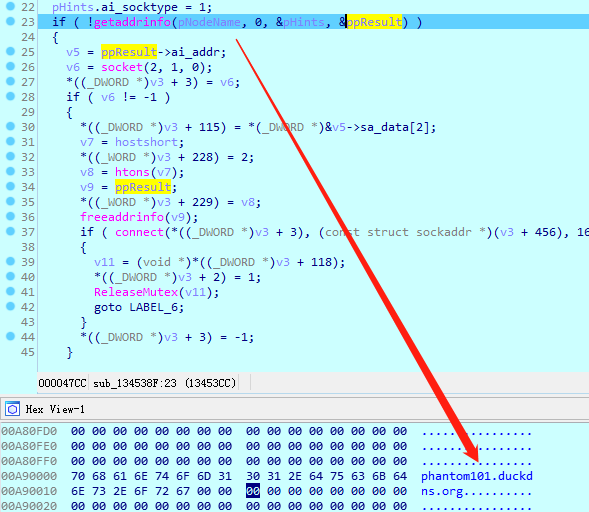 22 pHints.ai_socktype = 1;
23 if ( !getaddrinfo(pNodeName, 0, &pHints, &ppResult) )
24 {
25 v5 = ppResult->ai_addr;
26 v6 = socket(2, 1, 0);
27 *((_DWORD *)v3 + 3) = v6;
28 if ( v6 != -1 )
29 {
30 *((_DWORD *)v3 + 115) = *(_DWORD *)&v5->sa_data[2];
31 v7 = hostshort;
32 *((_WORD *)v3 + 228) = 2;
33 v8 = htons(v7);
34 v9 = ppResult;
35 *((_WORD *)v3 + 229) = v8;
36 freeaddrinfo(v9);
37 if ( connect(*((_DWORD *)v3 + 3), (const struct sockaddr *)(v3 + 456), 16
38 {
39 v11 = (void *)*((_DWORD *)v3 + 118);
40 *((_DWORD *)v3 + 2) = 1;
41 ReleaseMutex(v11);
42 goto LABEL_6;
43 }
44 *((_DWORD *)v3 + 3) = -1;
45 }
000047CC sub_134538F:23 (13453CC)
Hex View-1
00A80FD0 00 00 00 00 00 00 00 00 00 00 00 00 00 00 00 00 ................
00A80FE0 00 00 00 00 00 00 00 00 00 00 00 00 00 00 00 00 ................
00A80FF0 00 00 00 00 00 00 00 00 00 00 00 00 00 00 00 00 ................
00A90000 70 68 61 6E 74 6F 6D 31 30 31 2E 64 75 63 6B 64 phantom101.duckd
00A90010 6E 73 2E 6F 72 67 00 00 00 00 00 00 00 00 00 00 ns.org..........
00A90020 00 00 00 00 00 00 00 00 00 00 00 00 00 00 00 00 ................